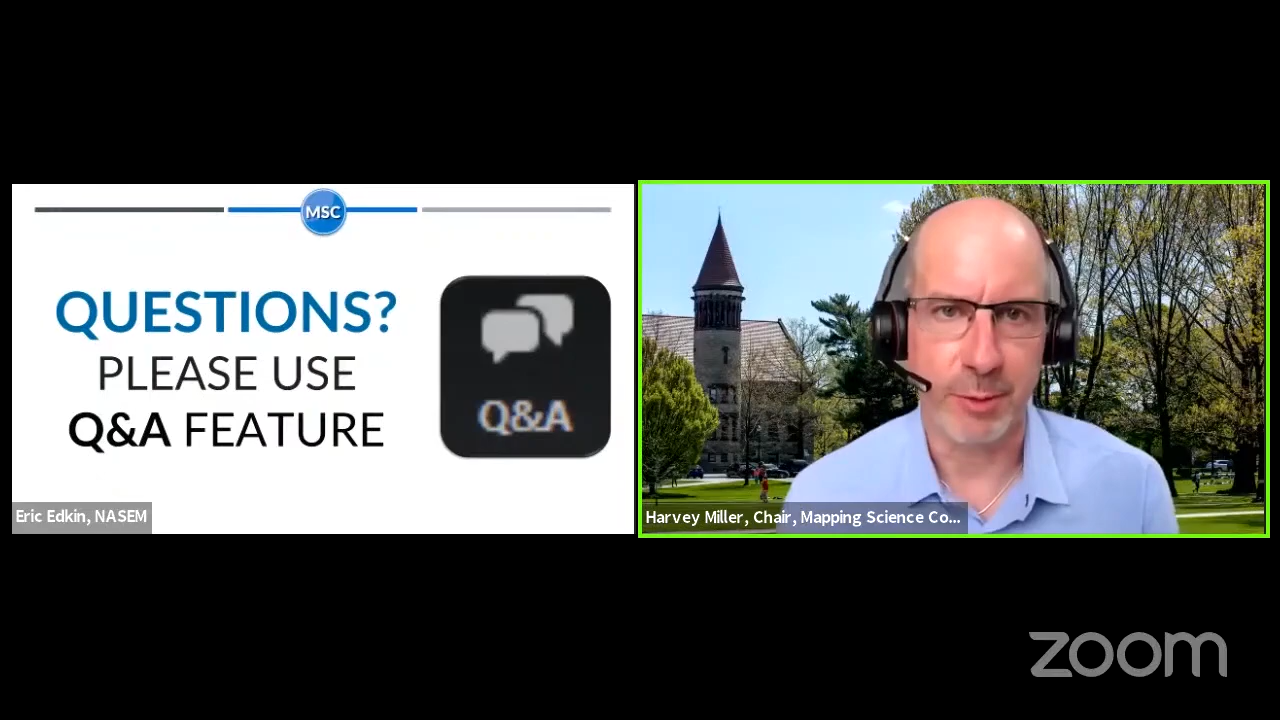 MSC
QUESTIONS?
PLEASE USE
Q&A FEATURE
Q&A
Eric Edkin, NASEM
Harvey Miller, Chair, Mapping Science Co...
zoom